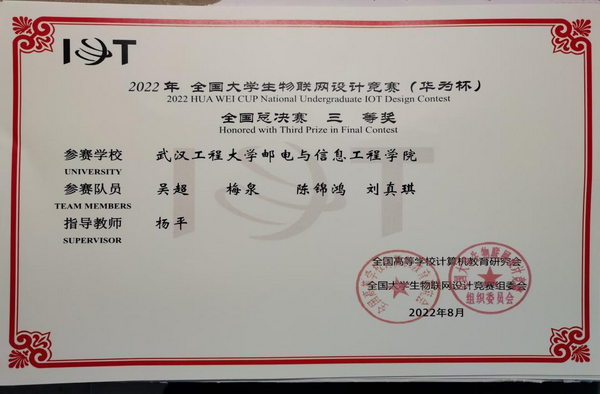 IOT
2022年 全国大学生物联网设计竞赛（华为杯）
2022 HUA WEI CUP National Undergraduate IOT Design Contest
全国总决赛 三 等奖
Honored with Third Prize in Final Contest
参赛学校 武汉工程大学邮电与信息工程学院
UNIVERSITY
参赛队员 吴超 梅泉 陈锦鸿 刘真琪
TEAM MEMBERS
指导教师 杨平
SUPERVISOR
全国高等学校计算机教育研究会
全国大学生物联网设计竞赛组委会
组织委员会
2022年8月